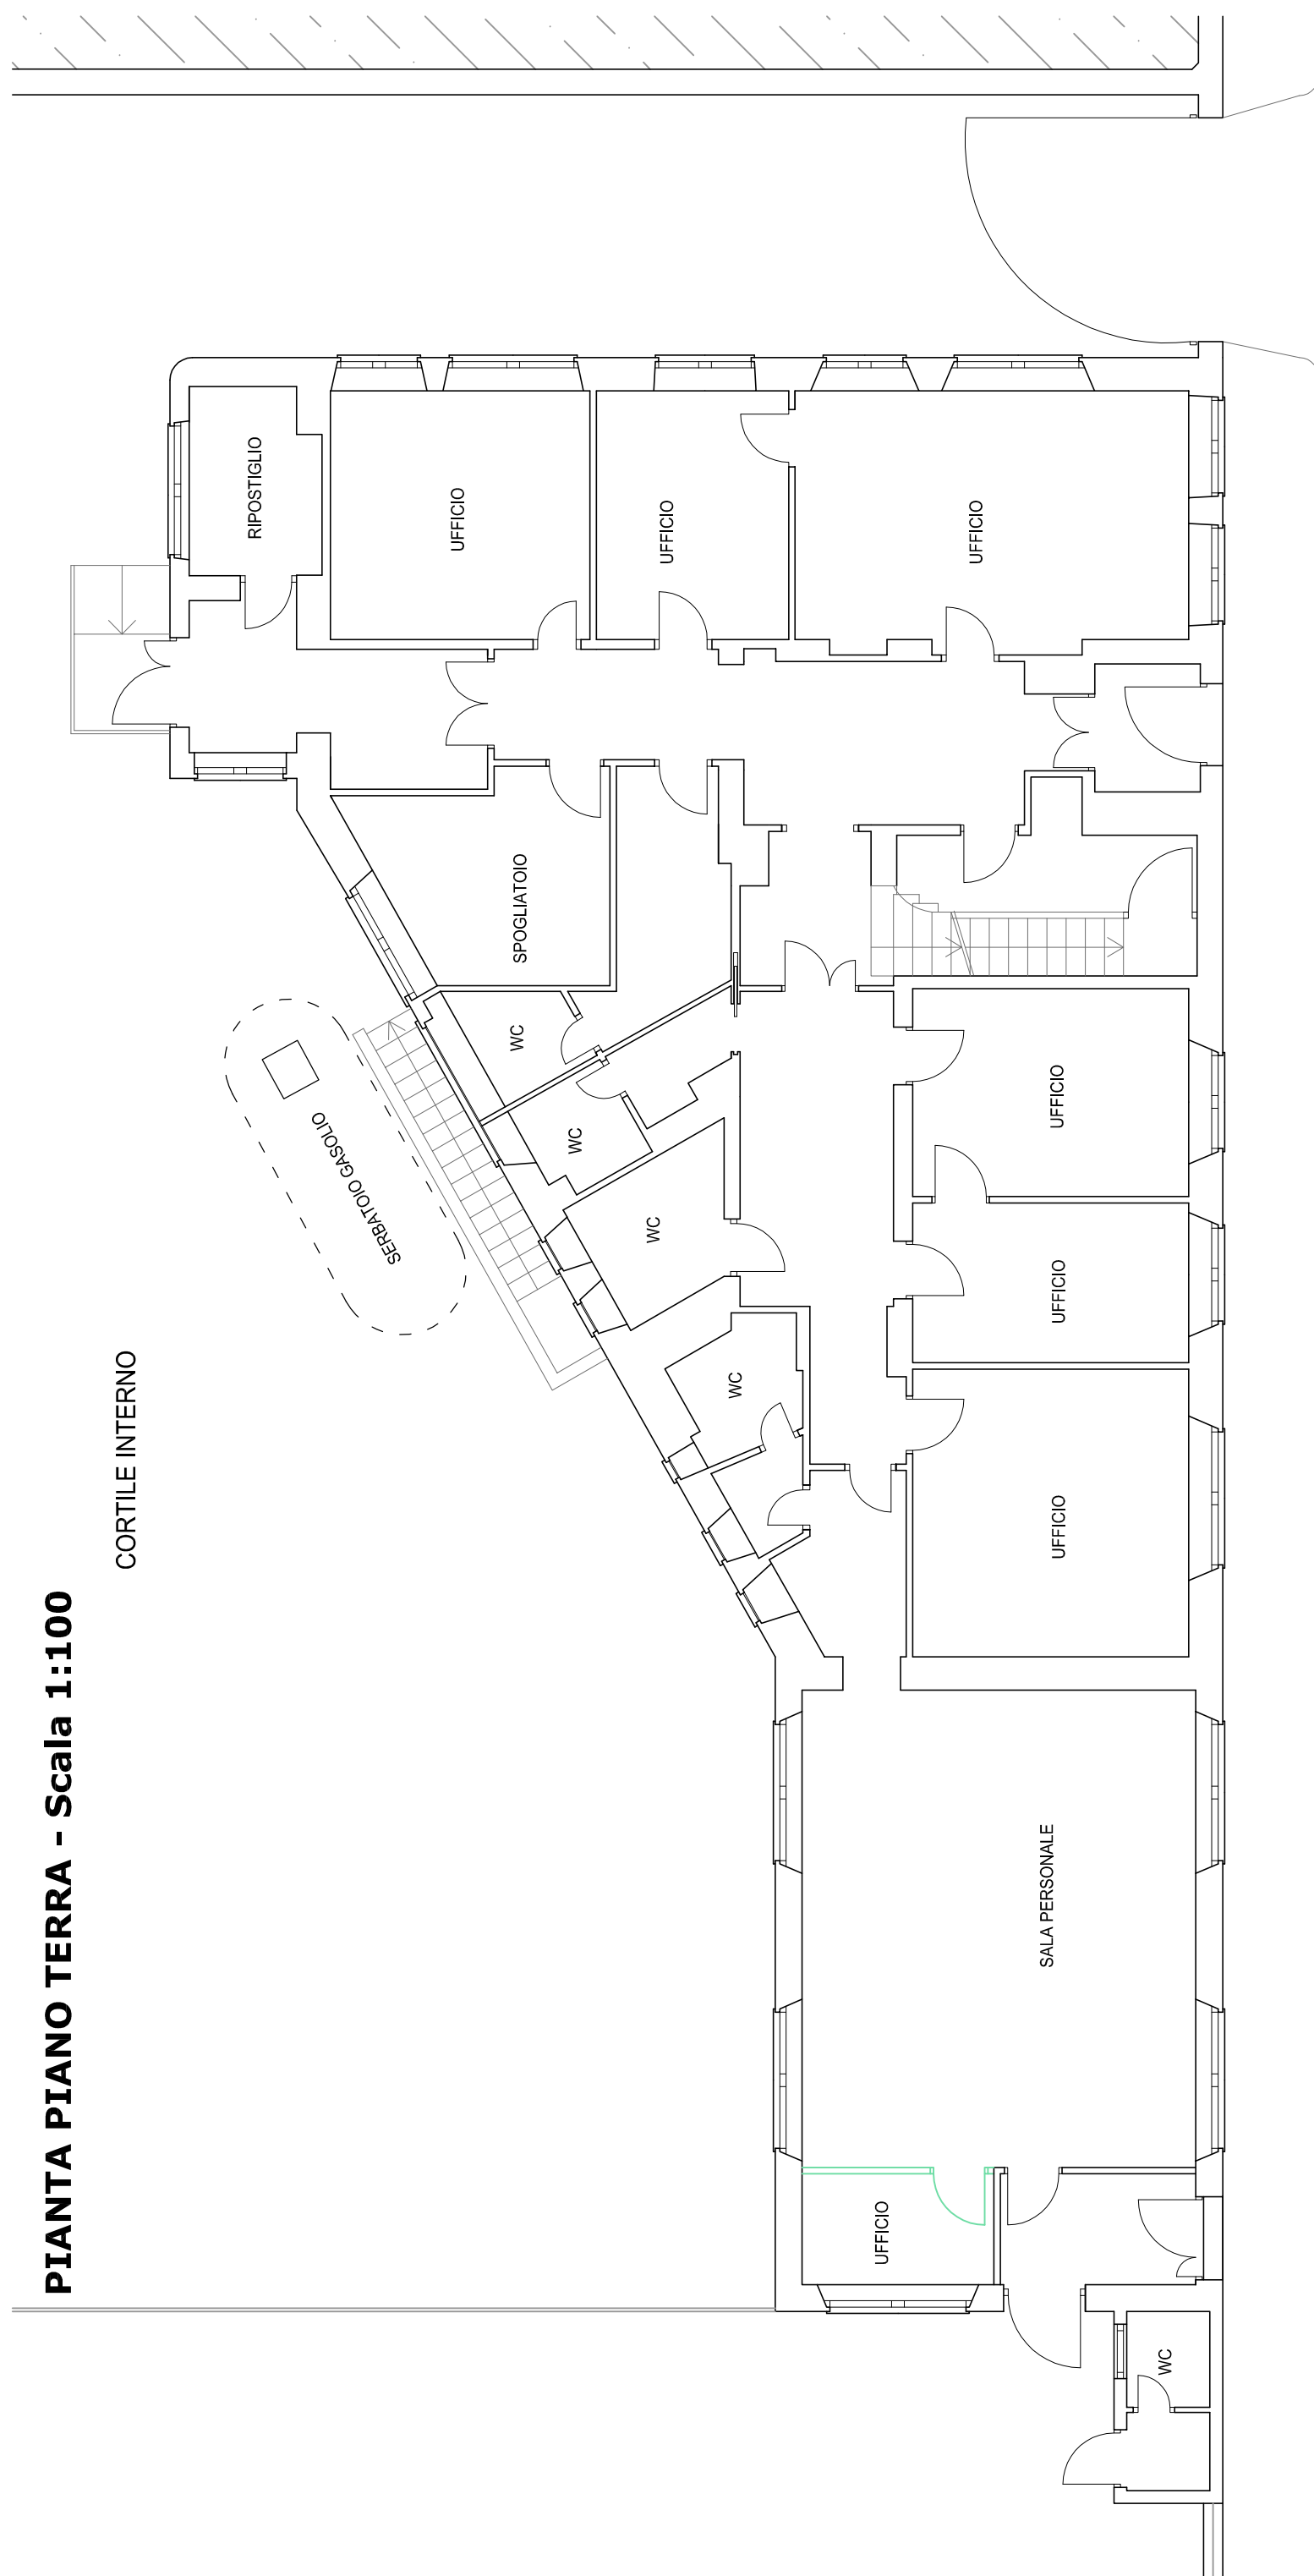 PIANTA PIANO TERRA - Scala 1:100
CORTILE INTERNO
SERBATOIO GASOLIO
RIPOSTIGLIO
UFFICIO
UFFICIO
UFFICIO
SPOGLIATOIO
WC
WC
WC
WC
UFFICIO
UFFICIO
UFFICIO
SALA PERSONALE
UFFICIO
WC